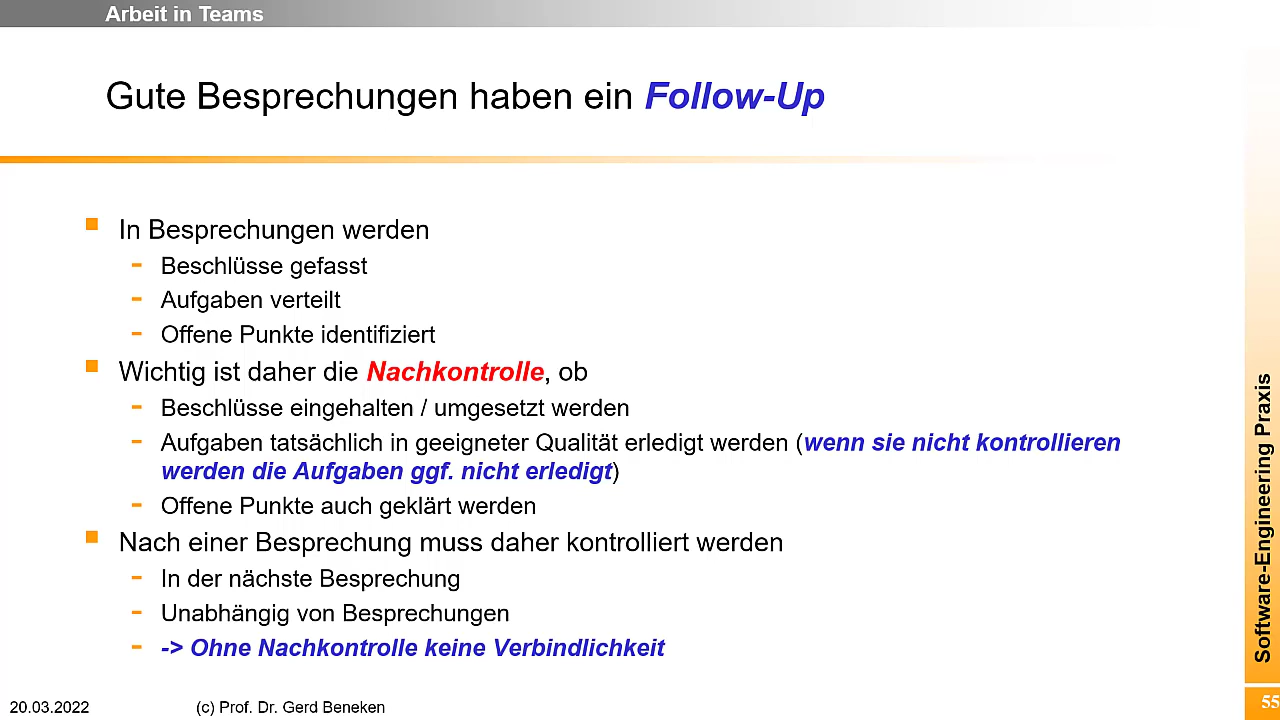 Arbeit in Teams
Gute Besprechungen haben ein Follow-Up
In Besprechungen werden
- Beschlüsse gefasst
- Aufgaben verteilt
- Offene Punkte identifiziert
Wichtig ist daher die Nachkontrolle, ob
- Beschlüsse eingehalten / umgesetzt werden
- Aufgaben tatsächlich in geeigneter Qualität erledigt werden (wenn sie nicht kontrollieren
werden die Aufgaben ggf. nicht erledigt)
- Offene Punkte auch geklärt werden
Nach einer Besprechung muss daher kontrolliert werden
- In der nächste Besprechung
- Unabhängig von Besprechungen
- -> Ohne Nachkontrolle keine Verbindlichkeit
Software-Engineering Praxis
20.03.2022
(c) Prof. Dr. Gerd Beneken
55